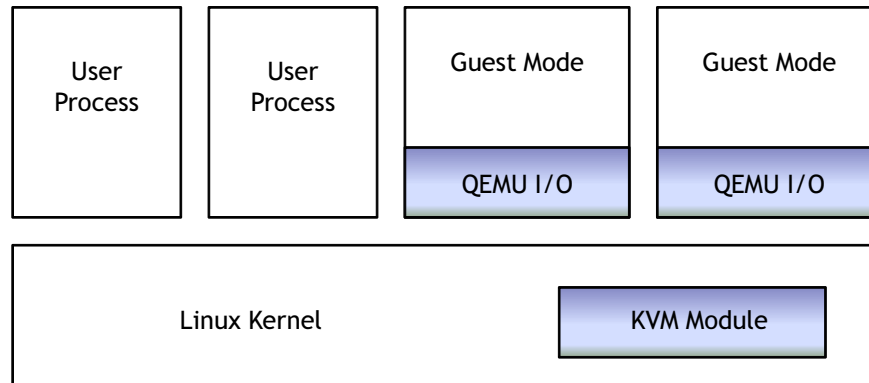 User
Process
User
Process
Guest Mode
Guest Mode
QEMU I/O
QEMU I/O
Linux Kernel
KVM Module